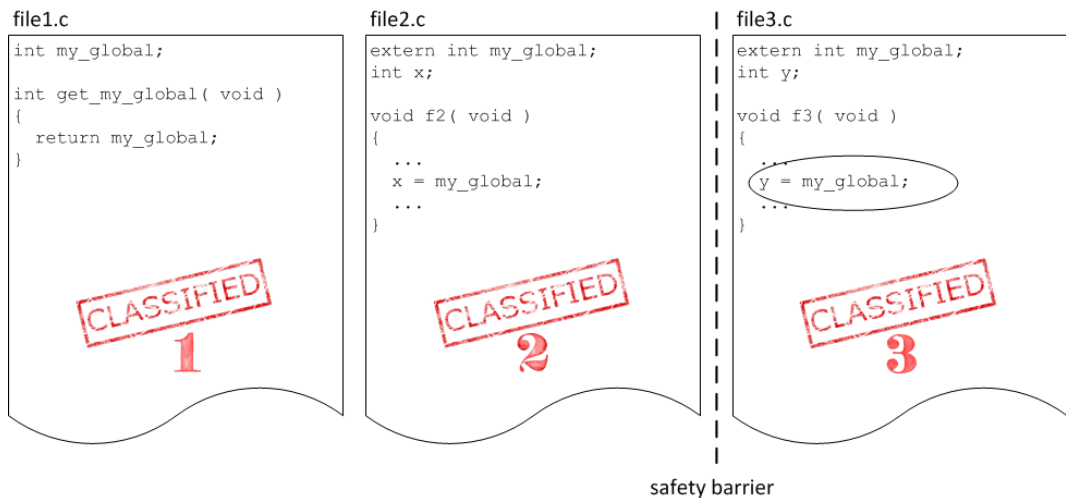 file1.c
int my_global;
int get_my_global( void )
{
return my_global;
}
CLASSIFIED
1
file2.c
extern int my_global;
int x;
void f2( void )
{
...
x = my_global;
...
}
CLASSIFIED
2
file3.c
extern int my_global;
int y;
void f3( void )
{
...
y = my_global;
...
}
CLASSIFIED
3
safety barrier